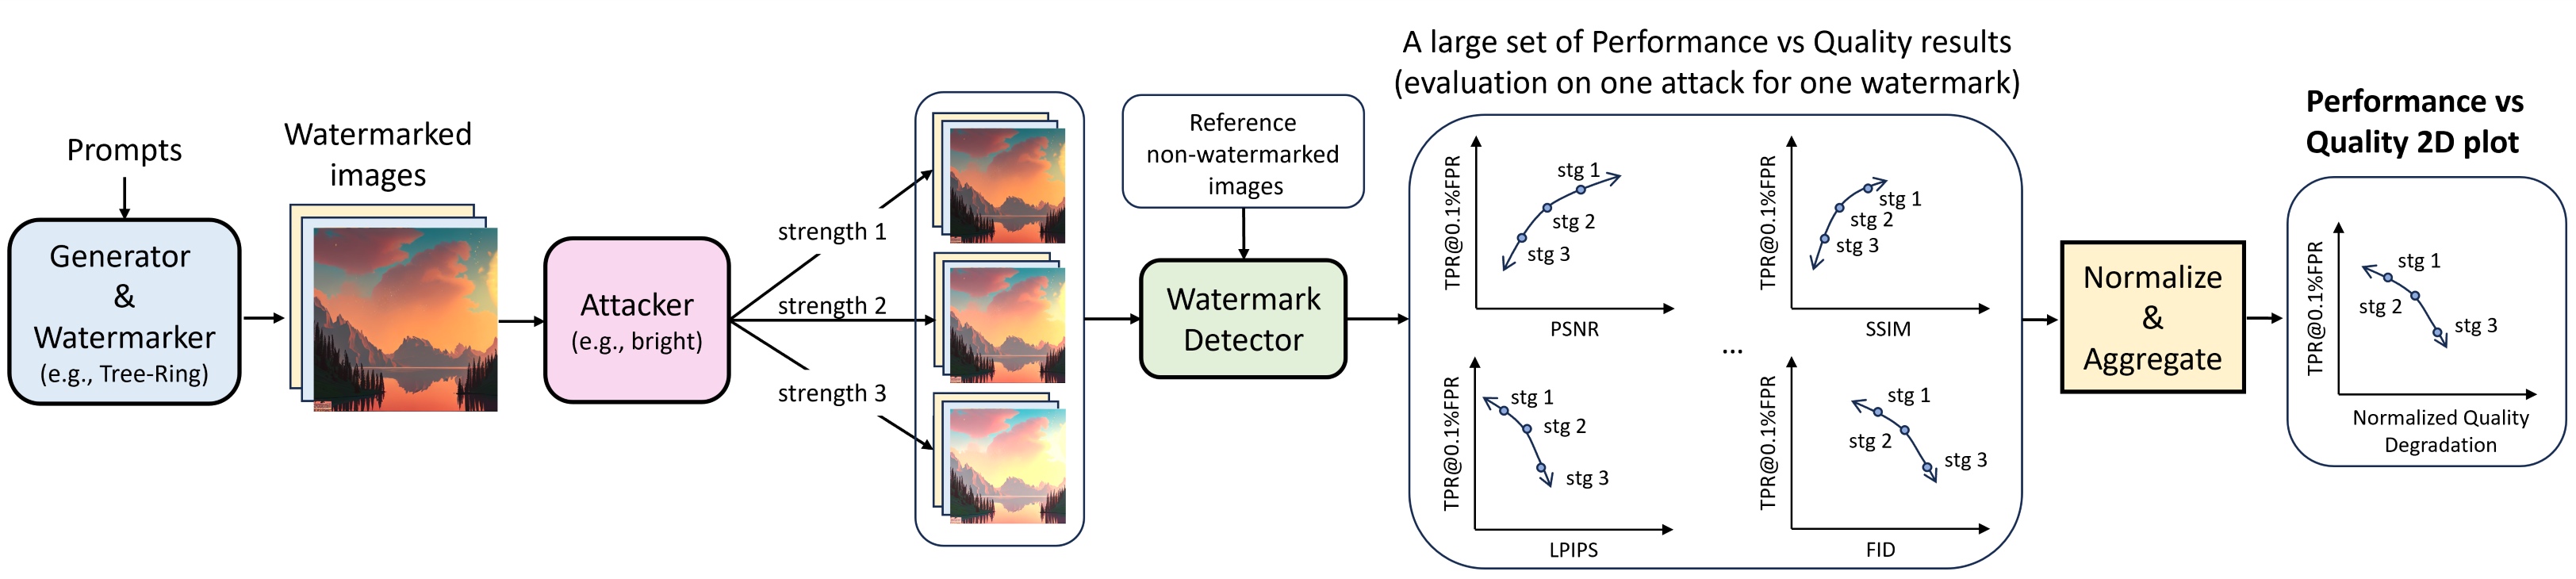 Prompts
Generator
&
Watermarker
(e.g., Tree-Ring)
Watermarked
images
Attacker
(e.g., bright)
strength 1
strength 2
strength 3
Reference
non-watermarked
images
Watermark
Detector
A large set of Performance vs Quality results
(evaluation on one attack for one watermark)
TPR@0.1%FPR
stg 1
stg 2
stg 3
PSNR
TPR@0.1%FPR
stg 1
stg 2
stg 3
SSIM
...
TPR@0.1%FPR
stg 1
stg 2
stg 3
LPIPS
TPR@0.1%FPR
stg 1
stg 2
stg 3
FID
Normalize
&
Aggregate
Performance vs
Quality 2D plot
TPR@0.1%FPR
stg 1
stg 2
stg 3
Normalized Quality
Degradation